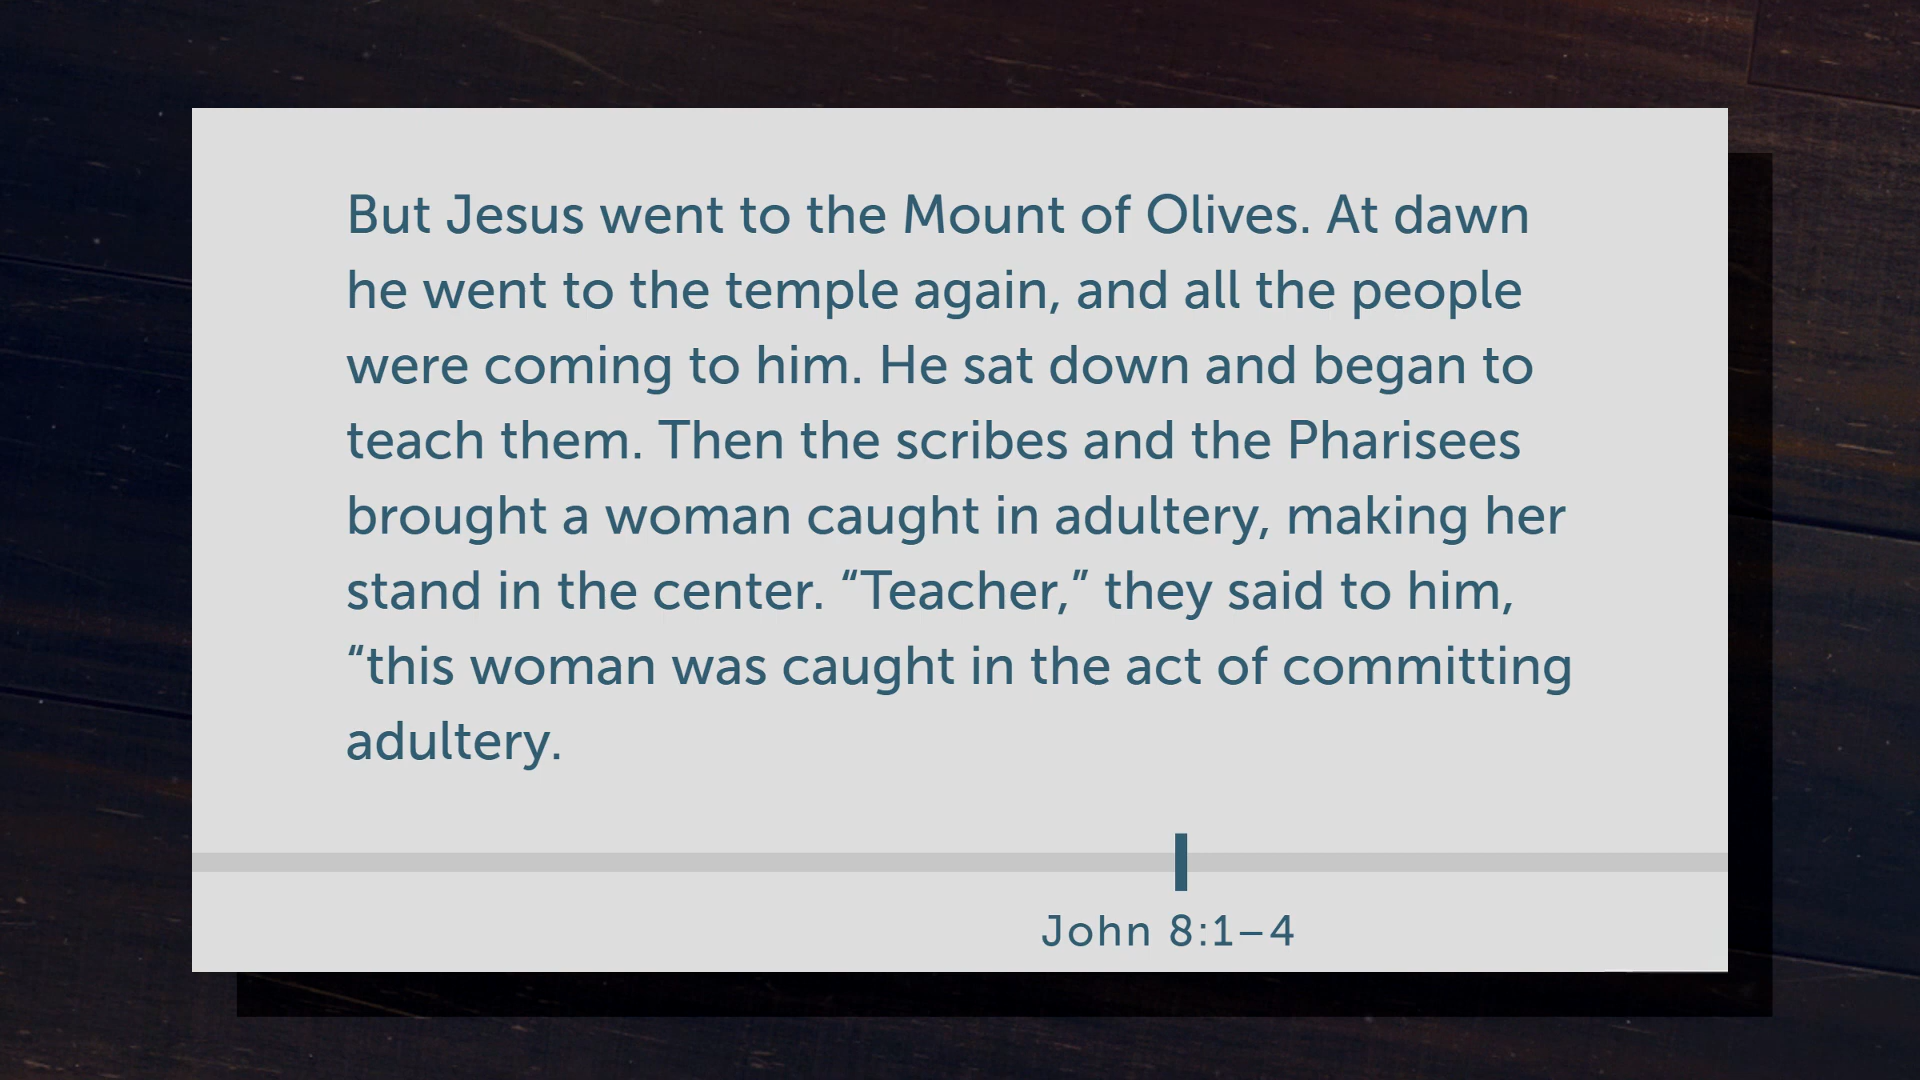 But Jesus went to the Mount of Olives. At dawn
he went to the temple again, and all the people
were coming to him. He sat down and began to
teach them. Then the scribes and the Pharisees
brought a woman caught in adultery, making her
stand in the center. “Teacher,” they said to him,
“this woman was caught in the act of committing
adultery.
John 8:1–4